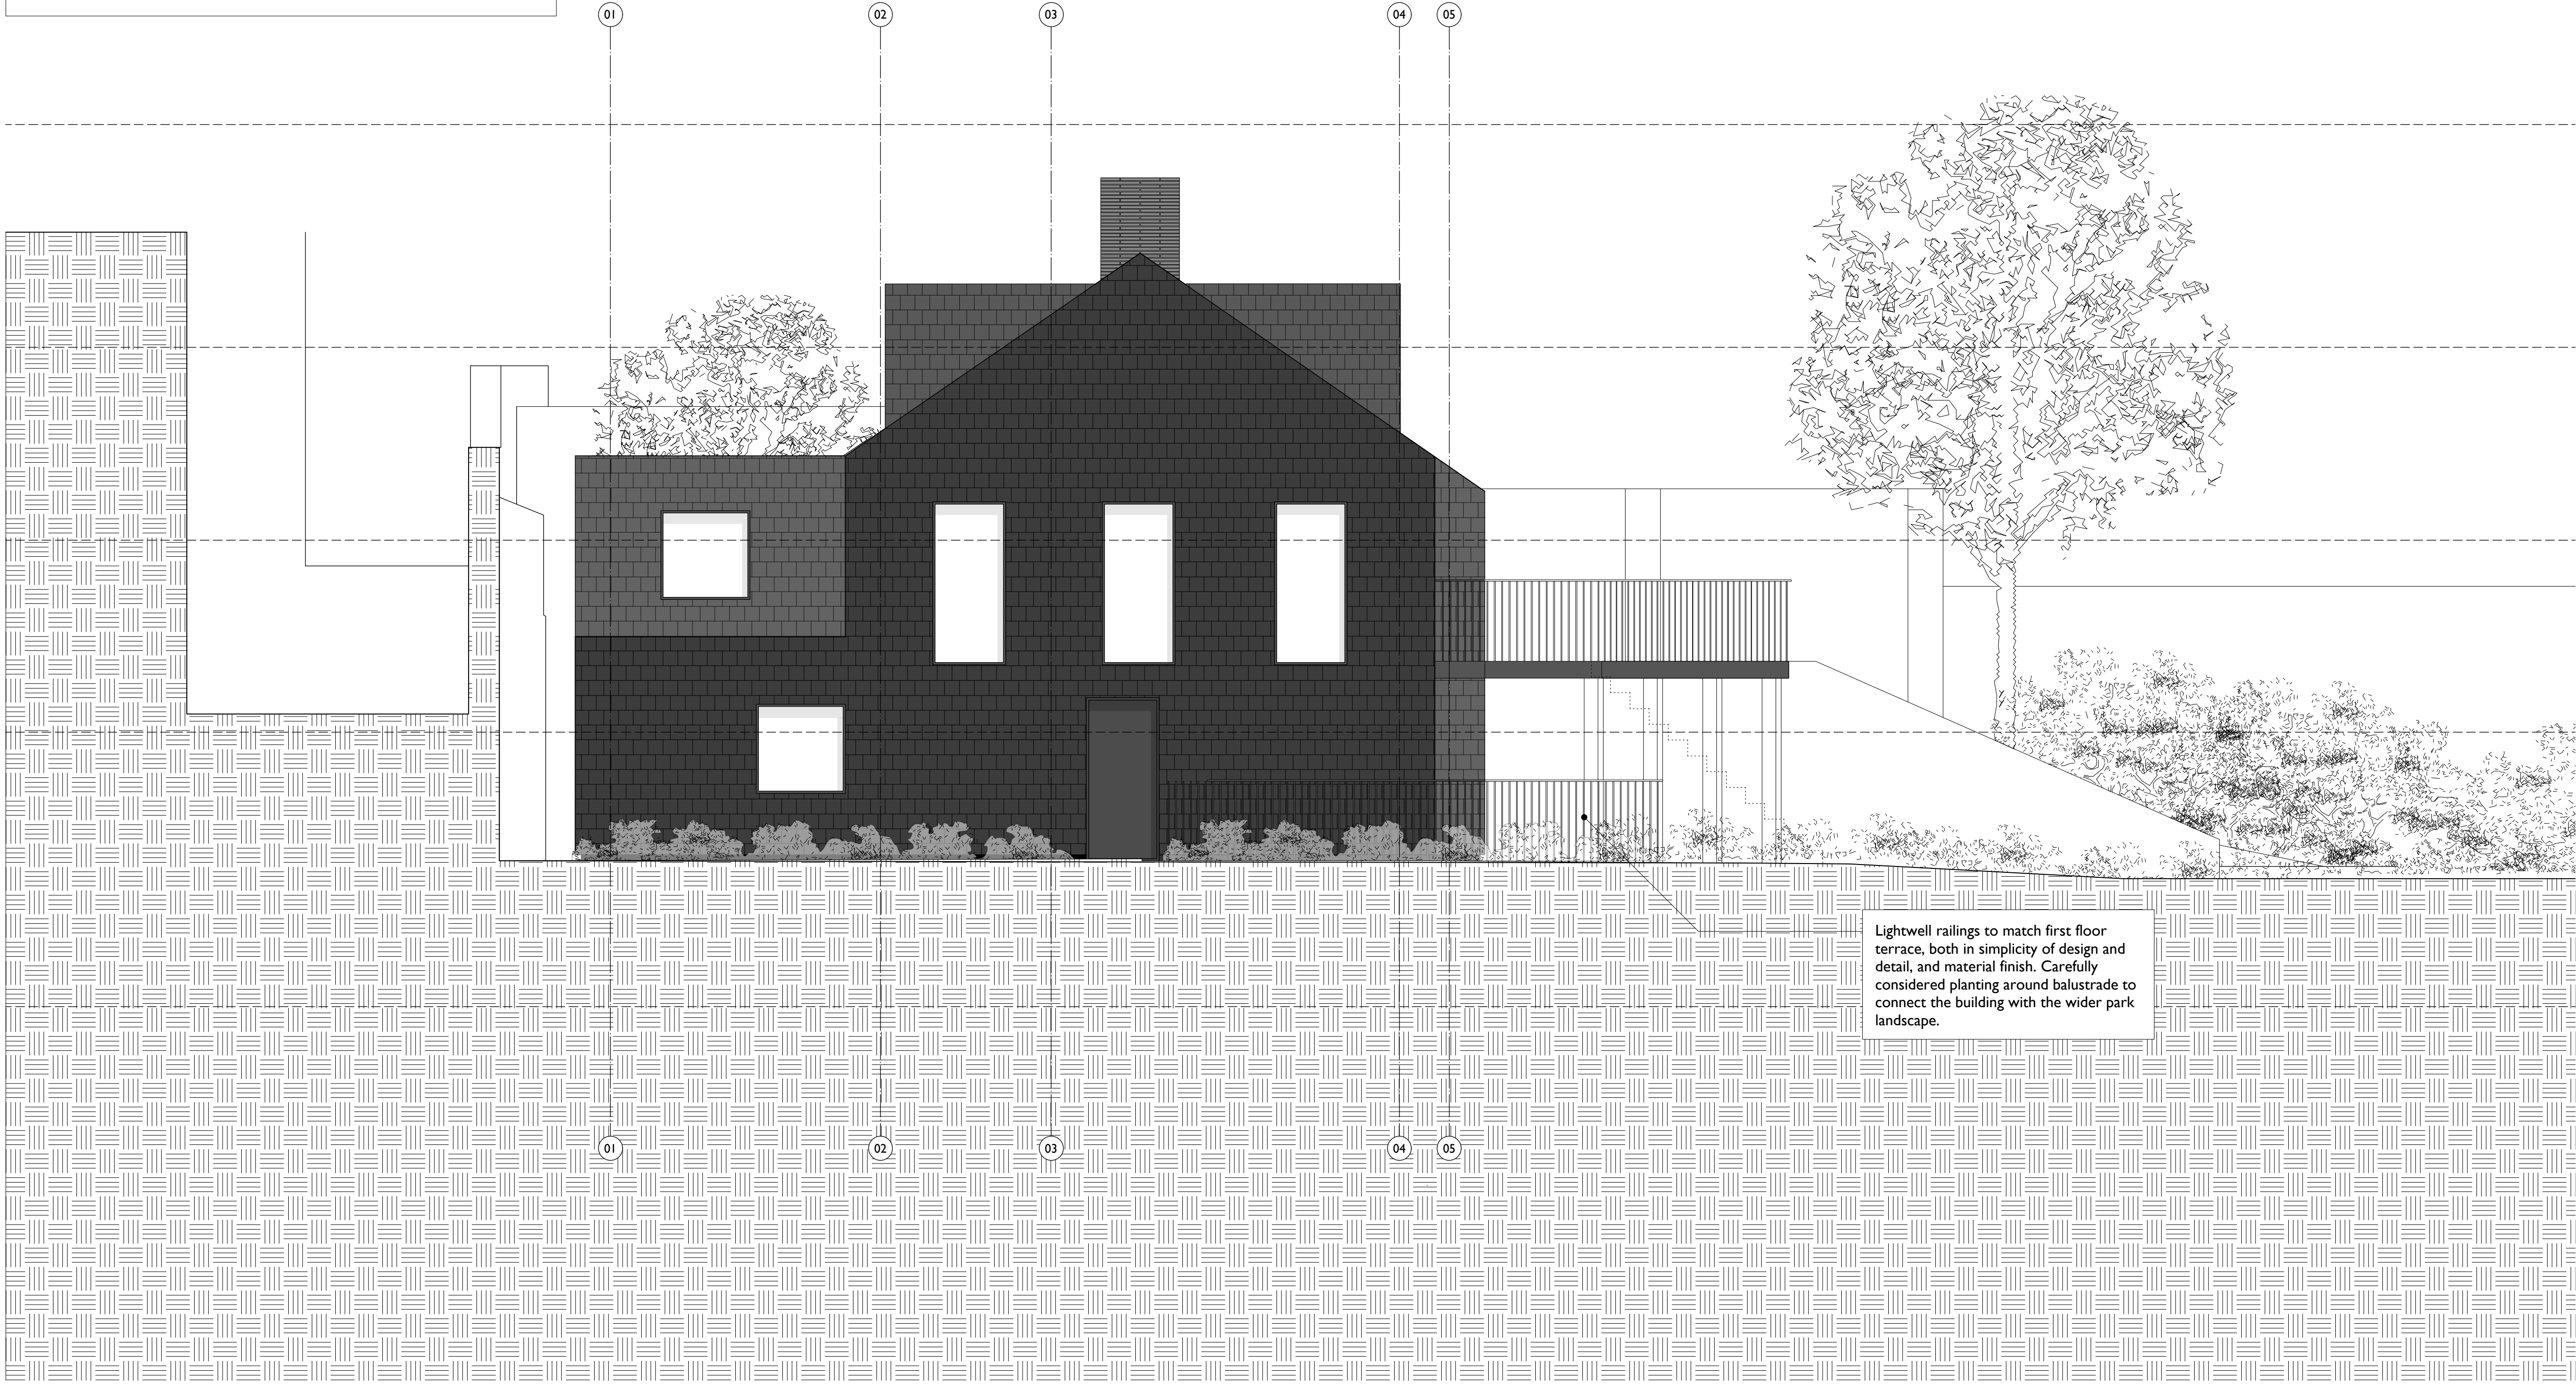 01 02 03 04 05
Lightwell railings to match first floor
terrace, both in simplicity of design and
detail, and material finish. Carefully
considered planting around balustrade to
connect the building with the wider park
landscape.
01 02 03 04 05